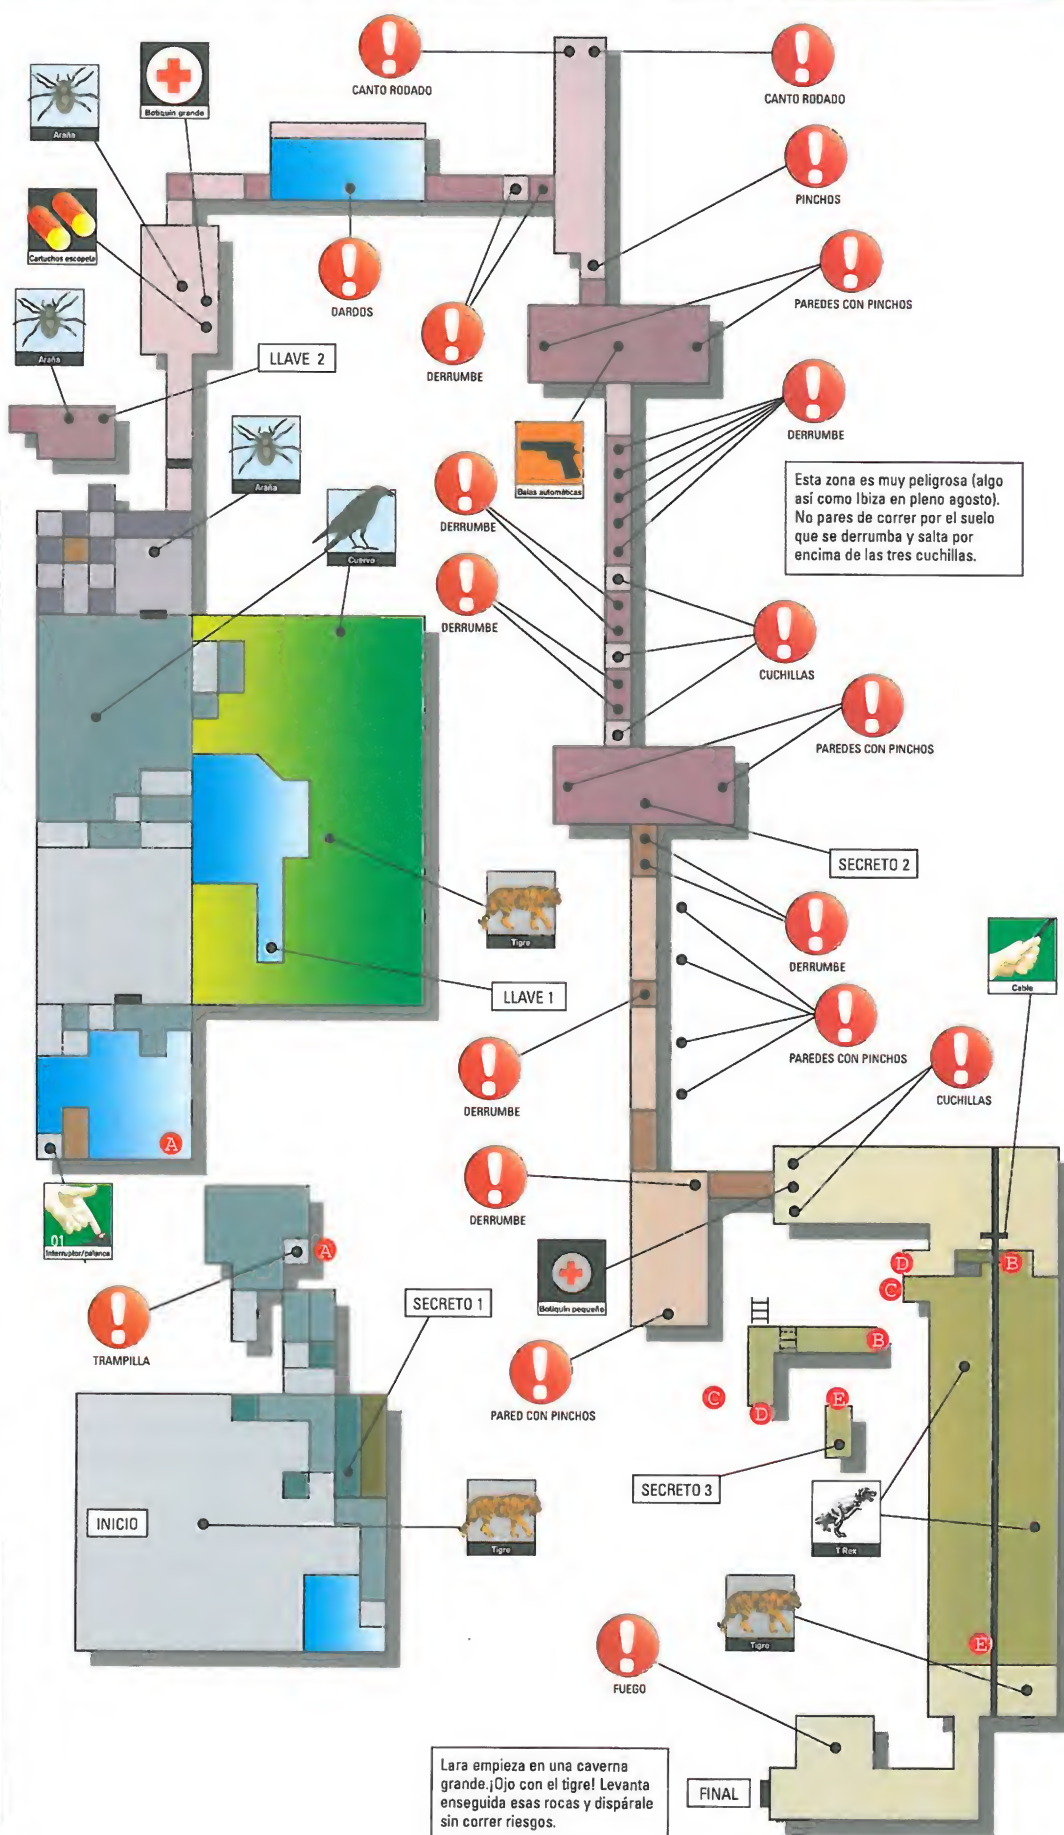 CANTO RODADO
CANTO RODADO
Araña
Botiquín grande
PINCHOS
Cartuchos escopeta
DARDOS
PAREDES CON PINCHOS
Araña
DERRUMBE
LLAVE 2
DERRUMBE
Araña
Balas automáticas
Esta zona es muy peligrosa (algo
así como Ibiza en pleno agosto).
No pares de correr por el suelo
que se derrumba y salta por
encima de las tres cuchillas.
DERRUMBE
Cuervo
DERRUMBE
CUCHILLAS
PAREDES CON PINCHOS
SECRETO 2
Tigre
DERRUMBE
Cable
LLAVE 1
PAREDES CON PINCHOS
DERRUMBE
CUCHILLAS
A
01
Interruptor/palanca
DERRUMBE
A
D
B
C
Botiquín pequeño
SECRETO 1
TRAMPILLA
B
C
D
E
PARED CON PINCHOS
SECRETO 3
INICIO
Tigre
T Rex
Tigre
E
FUEGO
Lara empieza en una caverna
grande.¡Ojo con el tigre! Levanta
enseguida esas rocas y dispárale
sin correr riesgos.
FINAL